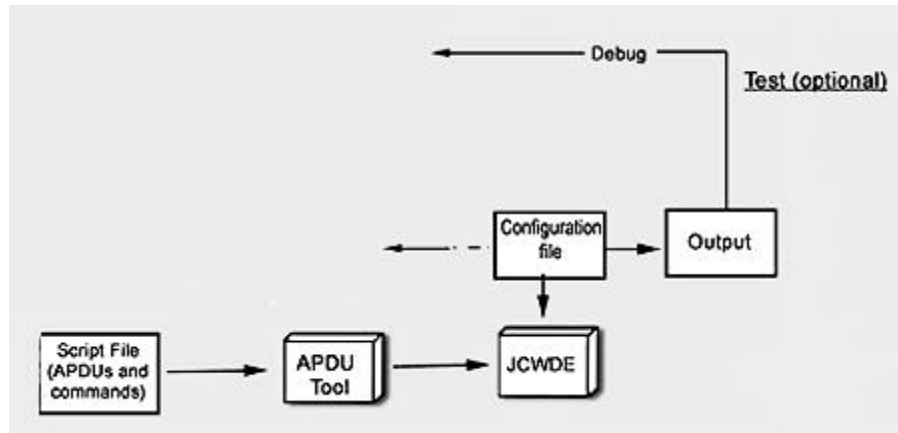 Debug
Test (optional)
Configuration
file
Output
Script File
(APDUs and
commands)
APDU
Tool
JCWDE